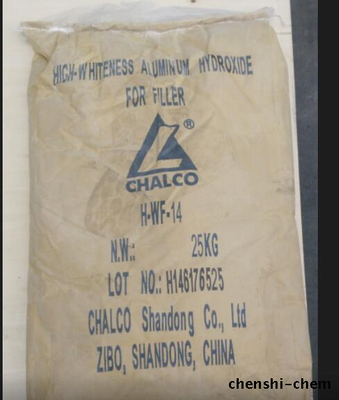 HIGH-WHITENESS ALUMINUM HYDROXIDE
FOR FILLER
®
CHALCO
H-WF-14
N.W.: 25KG
LOT NO.: H146176525
CHALCO Shandong Co., Ltd
ZIBO, SHANDONG, CHINA
chenshi-chem